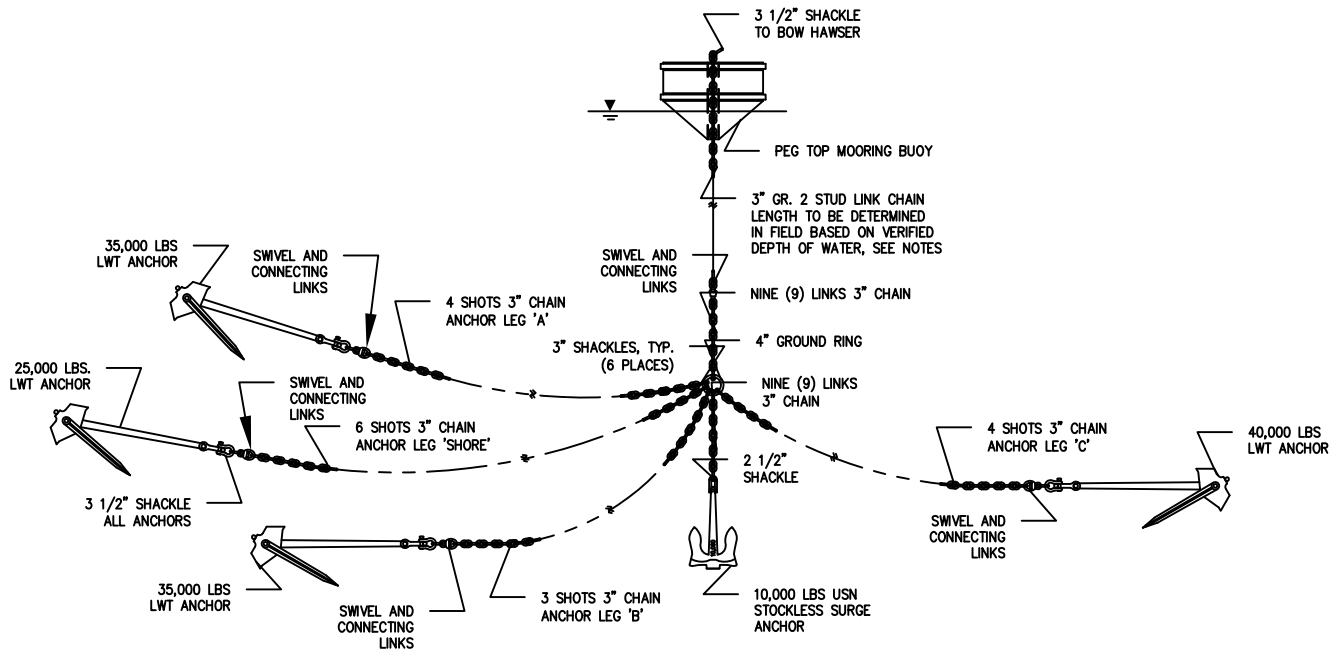 3 1/2" SHACKLE
TO BOW HAWSER
PEG TOP MOORING BUOY
3" GR. 2 STUD LINK CHAIN
LENGTH TO BE DETERMINED
IN FIELD BASED ON VERIFIED
DEPTH OF WATER, SEE NOTES
35,000 LBS
LWT ANCHOR
SWIVEL AND
CONNECTING
LINKS
SWIVEL AND
CONNECTING
LINKS
NINE (9) LINKS 3" CHAIN
4 SHOTS 3" CHAIN
ANCHOR LEG 'A'
4" GROUND RING
3" SHACKLES, TYP.
(6 PLACES)
25,000 LBS.
LWT ANCHOR
SWIVEL AND
CONNECTING
LINKS
NINE (9) LINKS
3" CHAIN
6 SHOTS 3" CHAIN
ANCHOR LEG 'SHORE'
4 SHOTS 3" CHAIN
ANCHOR LEG 'C'
40,000 LBS
LWT ANCHOR
2 1/2"
SHACKLE
3 1/2" SHACKLE
ALL ANCHORS
SWIVEL AND
CONNECTING
LINKS
35,000 LBS
LWT ANCHOR
SWIVEL AND
CONNECTING
LINKS
3 SHOTS 3" CHAIN
ANCHOR LEG 'B'
10,000 LBS USN
STOCKLESS SURGE
ANCHOR